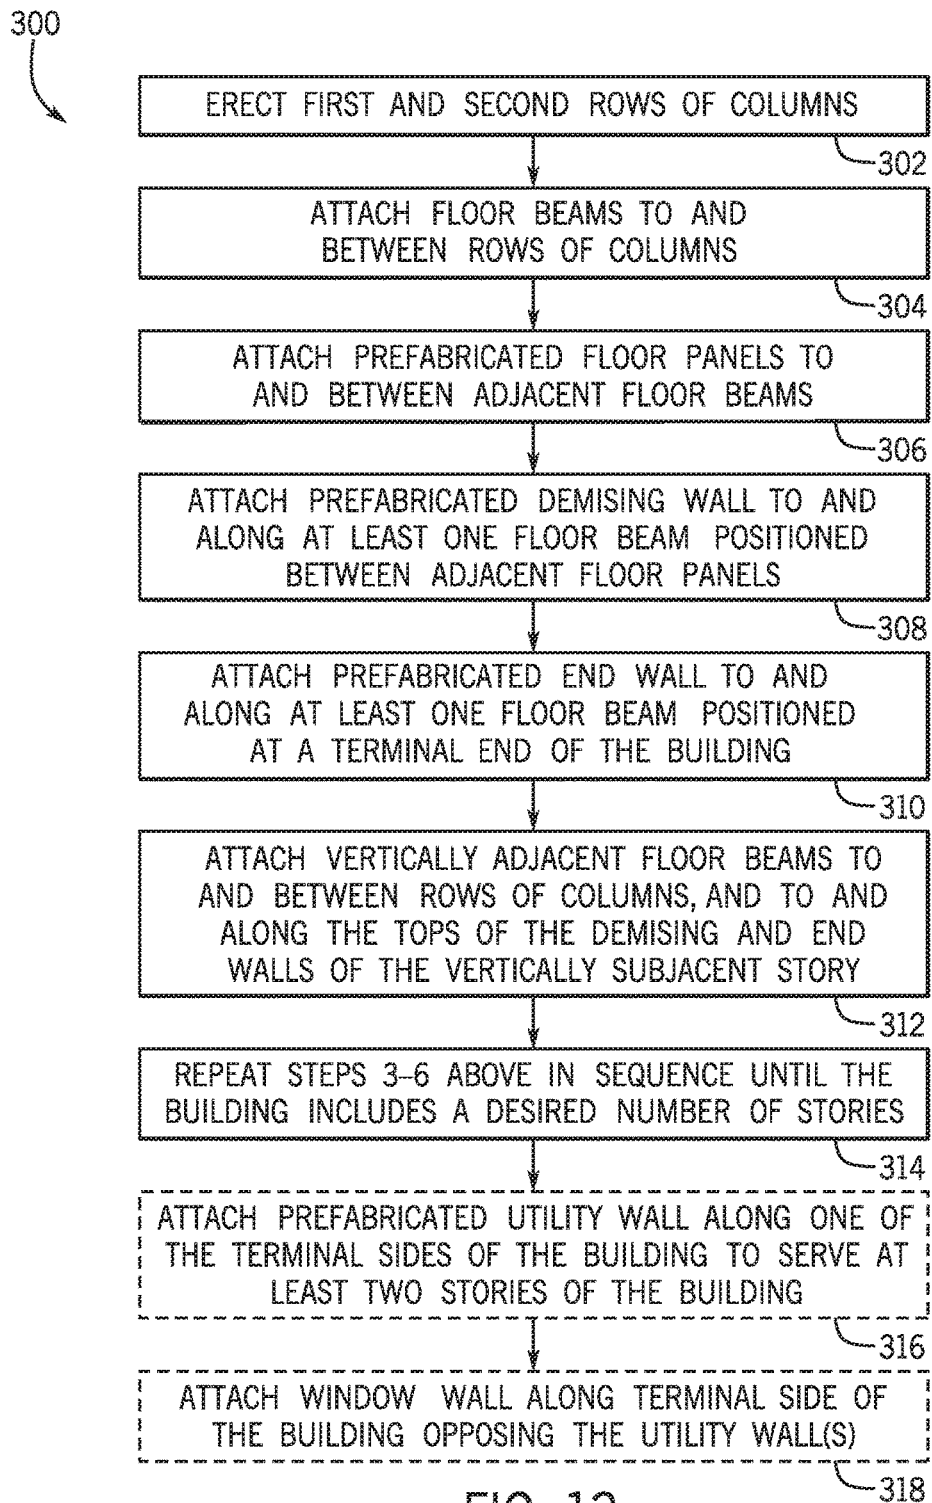 300
ERECT FIRST AND SECOND ROWS OF COLUMNS
302
ATTACH FLOOR BEAMS TO AND
BETWEEN ROWS OF COLUMNS
304
ATTACH PREFABRICATED FLOOR PANELS TO
AND BETWEEN ADJACENT FLOOR BEAMS
306
ATTACH PREFABRICATED DEMISING WALL TO AND
ALONG AT LEAST ONE FLOOR BEAM POSITIONED
BETWEEN ADJACENT FLOOR PANELS
308
ATTACH PREFABRICATED END WALL TO AND
ALONG AT LEAST ONE FLOOR BEAM POSITIONED
AT A TERMINAL END OF THE BUILDING
310
ATTACH VERTICALLY ADJACENT FLOOR BEAMS TO
AND BETWEEN ROWS OF COLUMNS, AND TO AND
ALONG THE TOPS OF THE DEMISING AND END
WALLS OF THE VERTICALLY SUBJACENT STORY
312
REPEAT STEPS 3-6 ABOVE IN SEQUENCE UNTIL THE
BUILDING INCLUDES A DESIRED NUMBER OF STORIES
314
ATTACH PREFABRICATED UTILITY WALL ALONG ONE OF
THE TERMINAL SIDES OF THE BUILDING TO SERVE AT
LEAST TWO STORIES OF THE BUILDING
316
ATTACH WINDOW WALL ALONG TERMINAL SIDE OF
THE BUILDING OPPOSING THE UTILITY WALL(S)
318